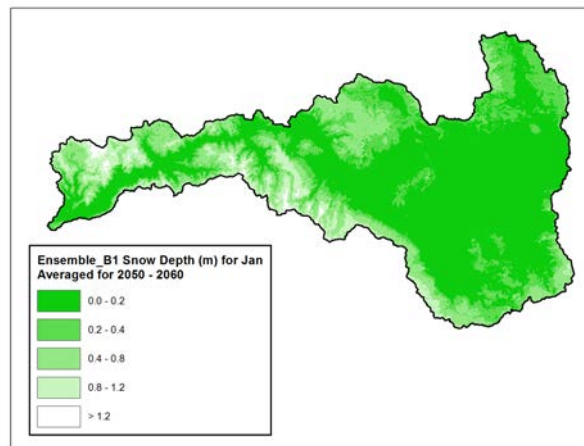 Ensemble_B1 Snow Depth (m) for Jan
Averaged for 2050 - 2060
0.0 - 0.2
0.2 - 0.4
0.4 - 0.8
0.8 - 1.2
> 1.2